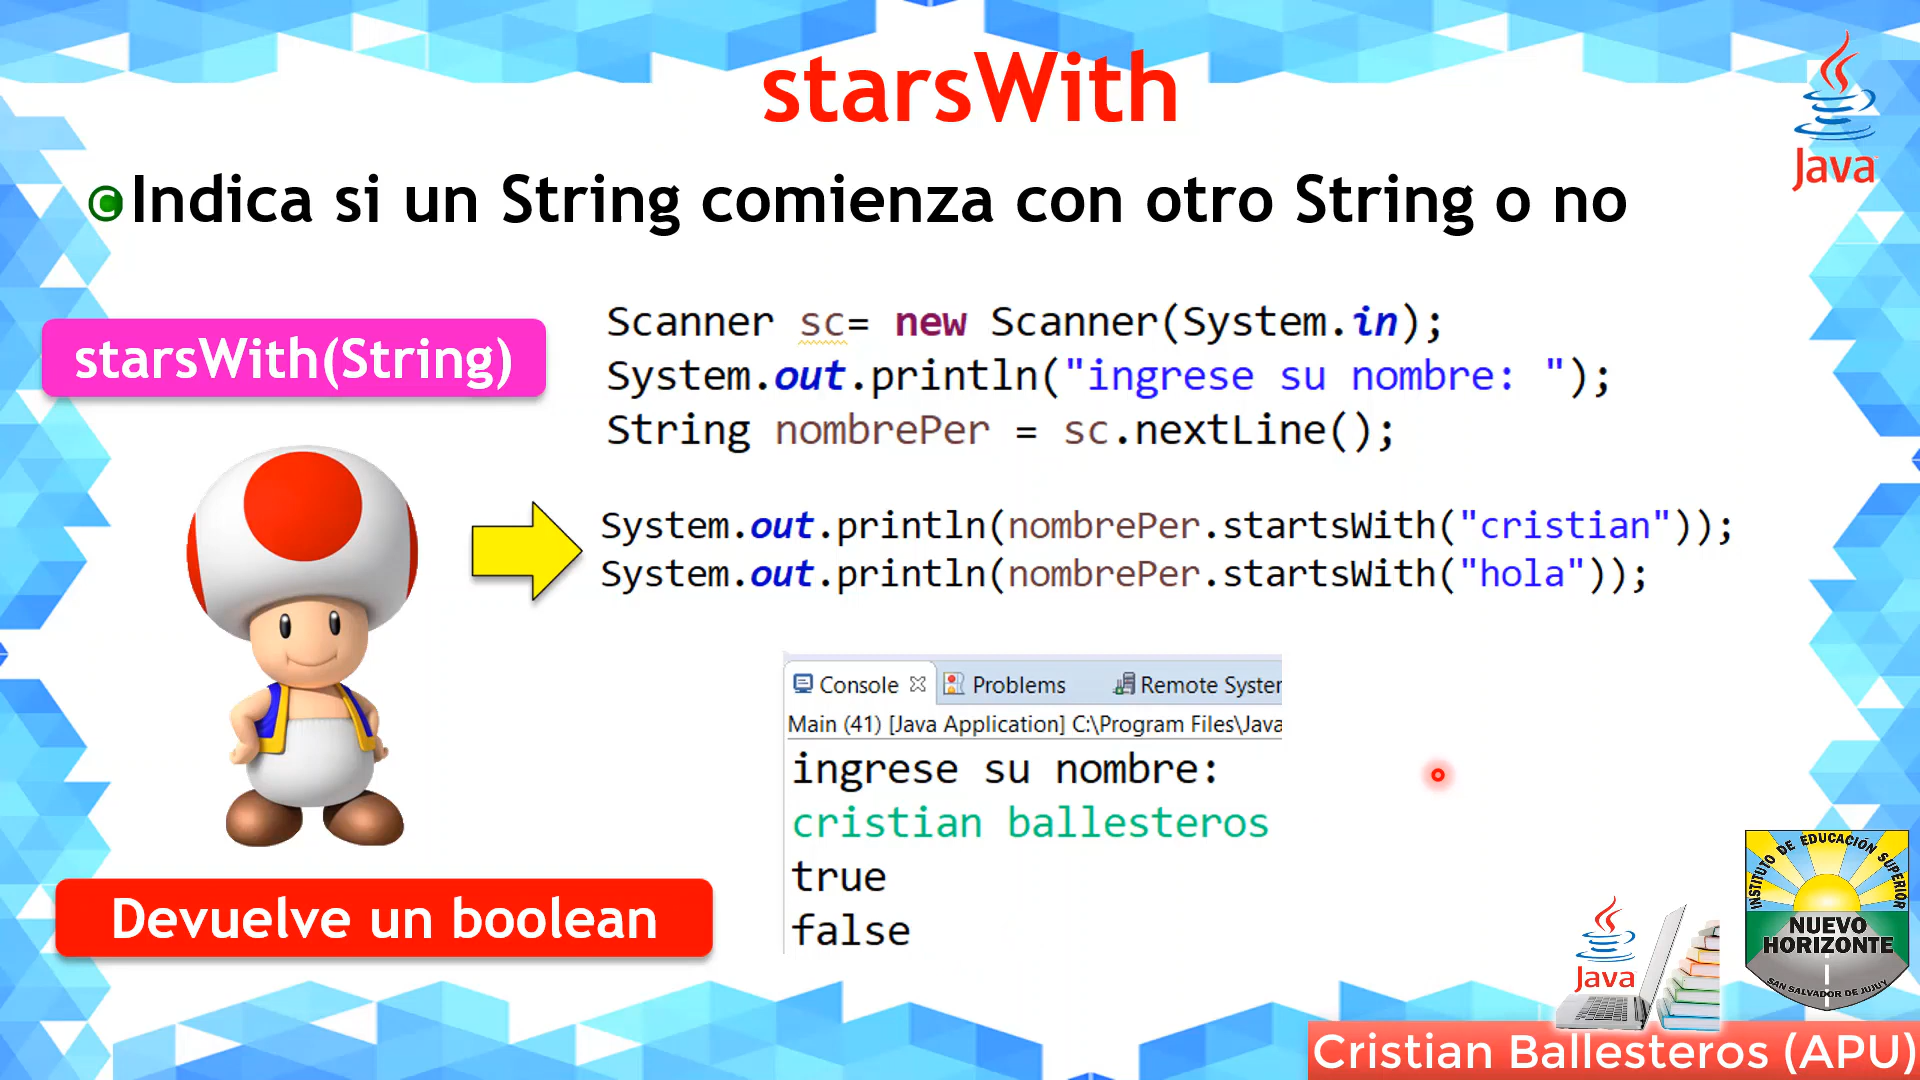 starsWith
Java
Indica si un String comienza con otro String o no
starsWith(String)
Scanner sc= new Scanner(System.in);
System.out.println("ingrese su nombre: ");
String nombrePer = sc.nextLine();
System.out.println(nombrePer.startsWith("cristian"));
System.out.println(nombrePer.startsWith("hola"));
Console Problems Remote System
Main (41) [Java Application] C:\Program Files\Java
ingrese su nombre:
cristian ballesteros
true
false
Devuelve un boolean
Java
INSTITUTO DE EDUCACIÓN SUPERIOR
NUEVO
HORIZONTE
SAN SALVADOR DE JUJUY
Cristian Ballesteros (APU)